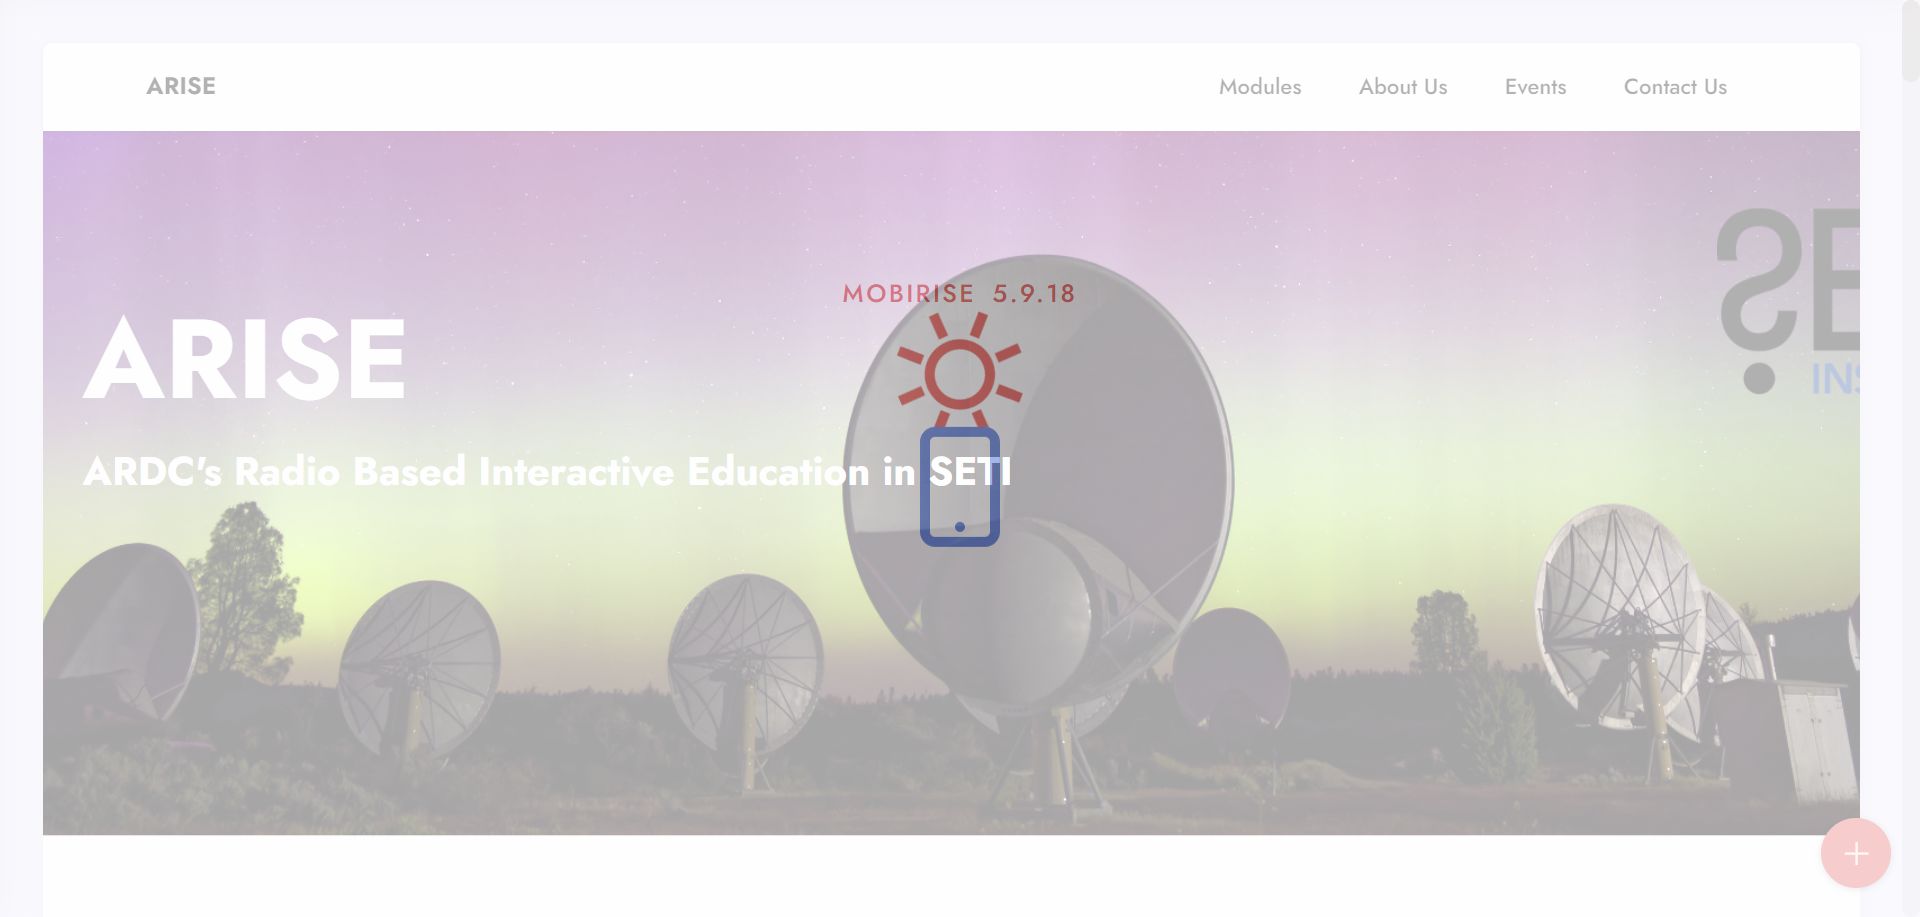 ARISE
Modules About Us Events Contact Us
MOBIRISE 5.9.18
ARISE
ARDC's Radio Based Interactive Education in SETI
SE
INS